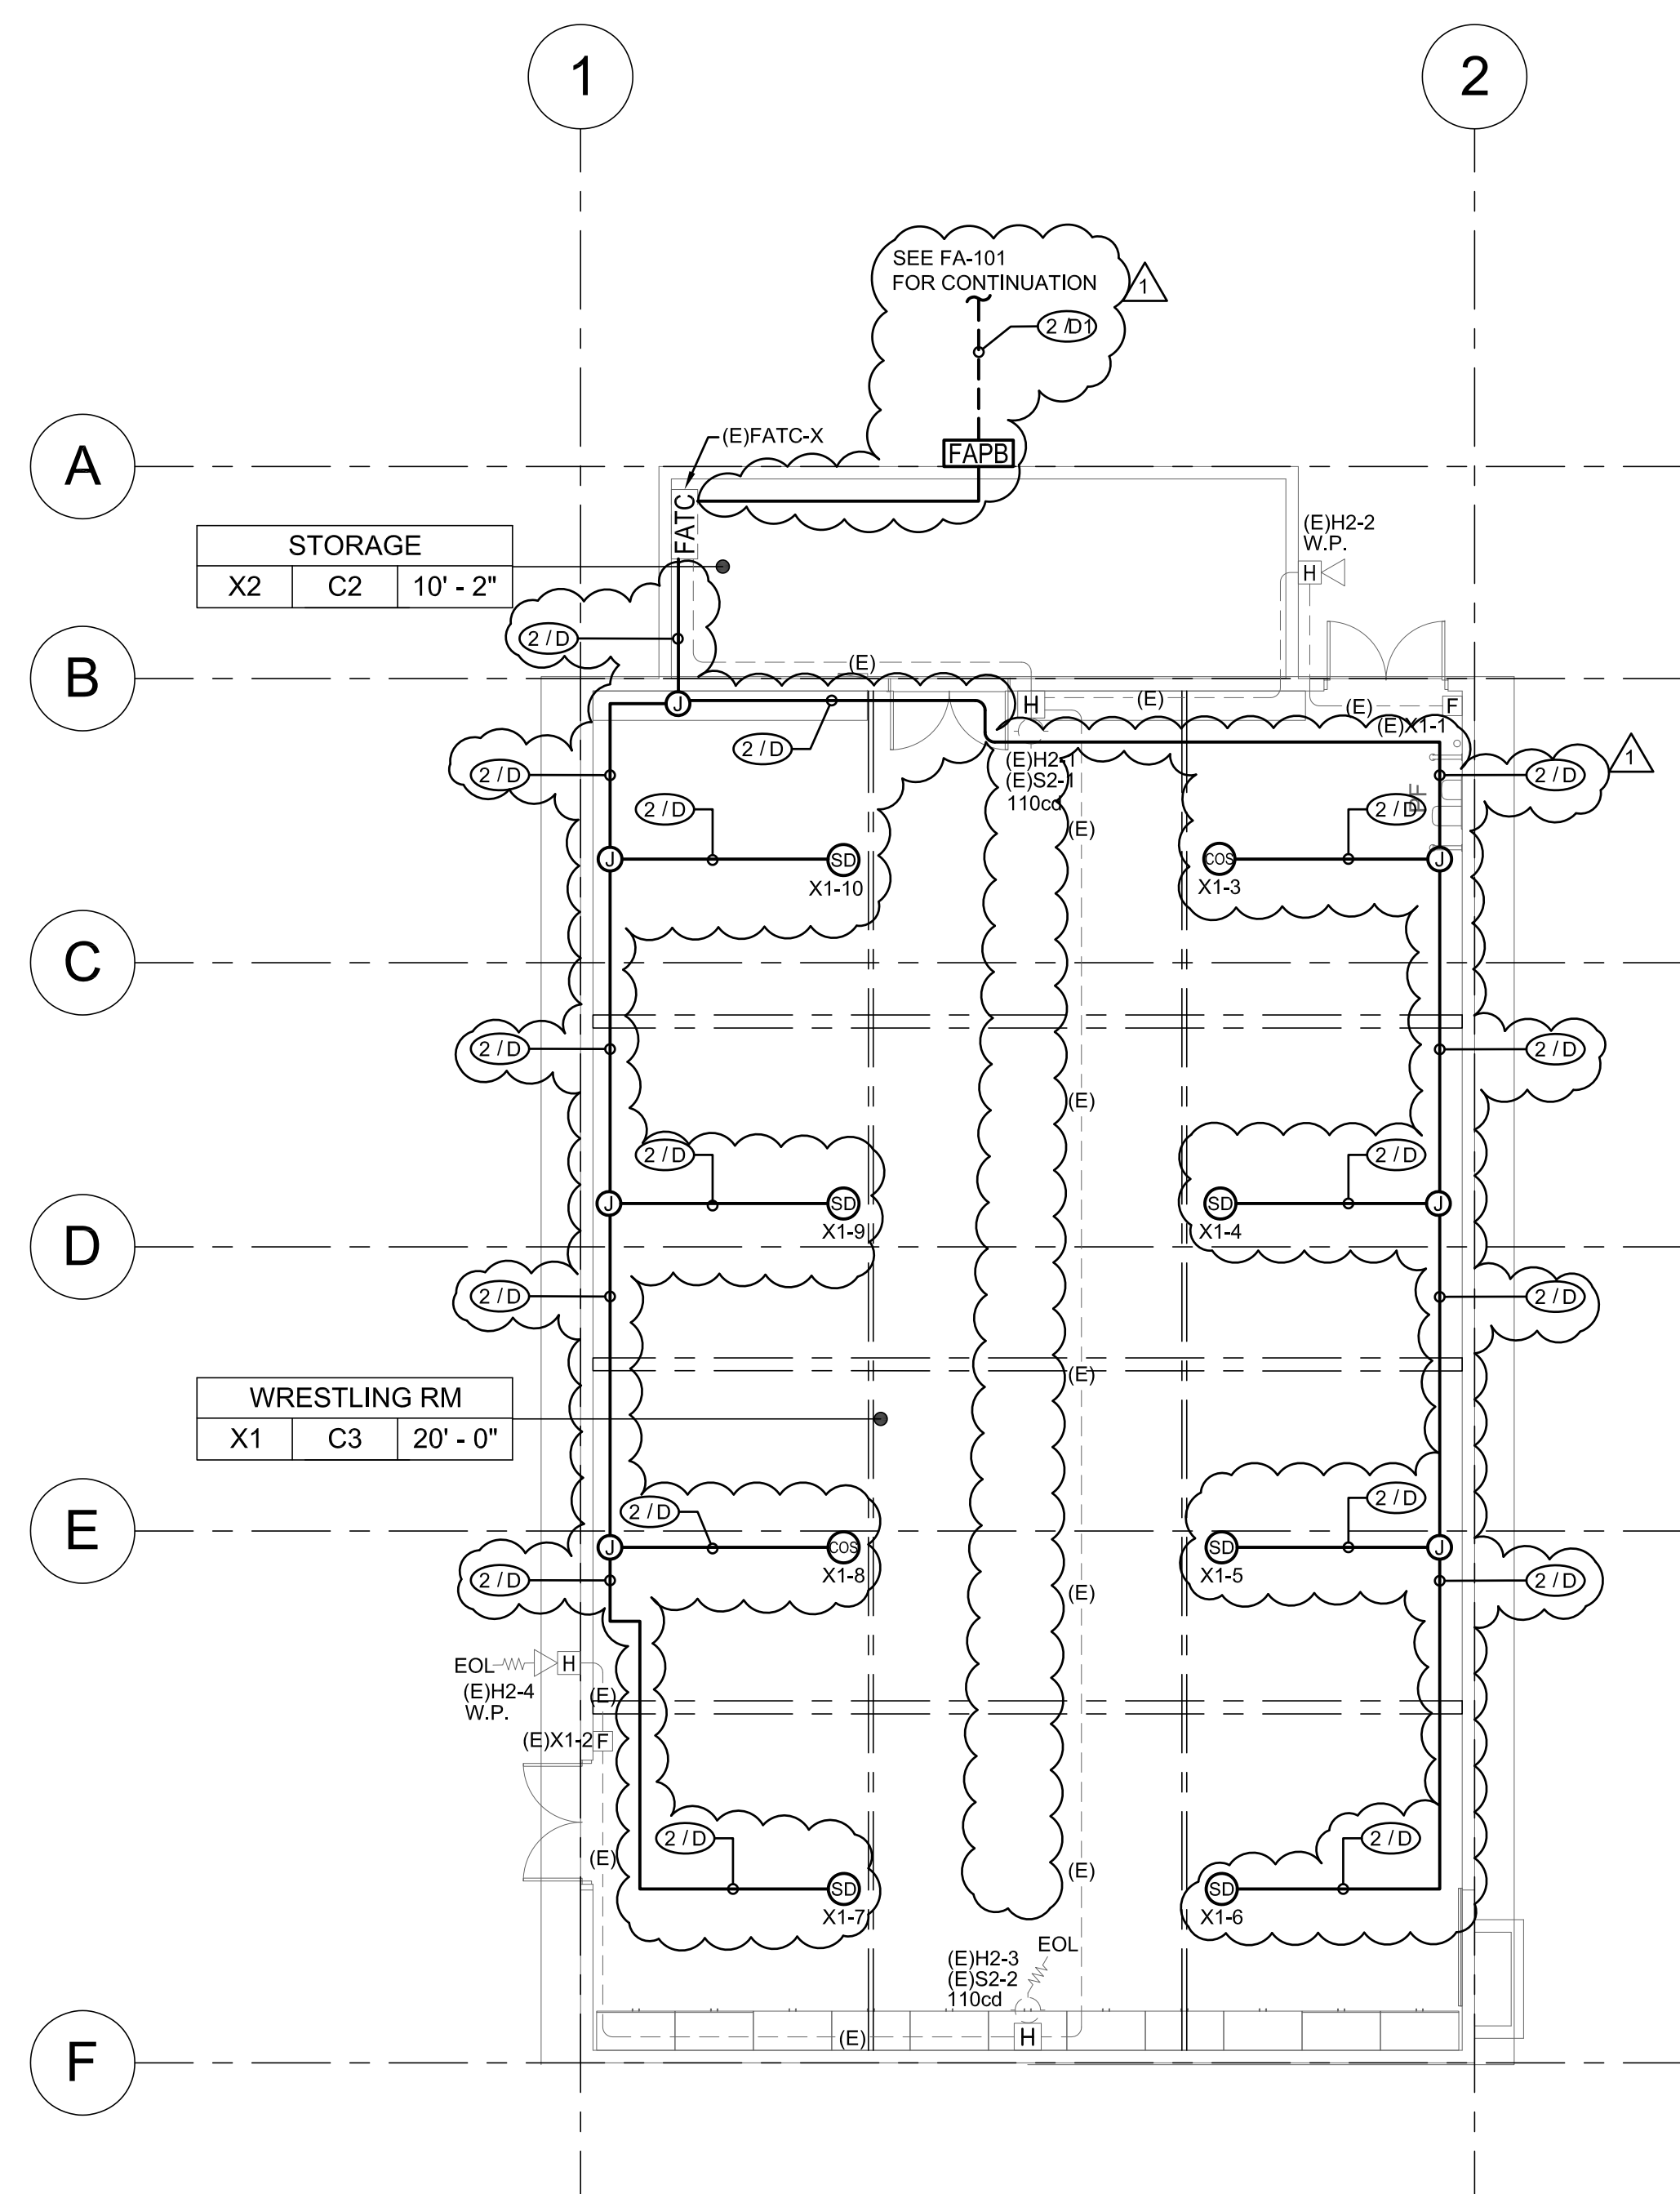 1
2
SEE FA-101
FOR CONTINUATION
1
2 /D1
A
(E)FATC-X
FAPB
FATC
STORAGE
X2 C2 10' - 2"
(E)H2-2
W.P.
H
2 / D
B
(E)
(E)
(E)
J
H
F
(E)X1-1
2 / D
2 / D
(E)H2-1
(E)S2-1
110cd
(E)
2 / D
1
2 / D
2 / D
J
SD
X1-10
COS
X1-3
J
C
2 / D
2 / D
(E)
2 / D
2 / D
J
SD
X1-9
SD
X1-4
J
D
2 / D
2 / D
(E)
WRESTLING RM
X1 C3 20' - 0"
2 / D
2 / D
E
J
COS
X1-8
SD
X1-5
J
2 / D
2 / D
(E)
EOL
H
(E)H2-4
W.P.
(E)
(E)X1-2
F
2 / D
2 / D
(E)
(E)
SD
X1-7
SD
X1-6
EOL
(E)H2-3
(E)S2-2
110cd
(E)
H
F